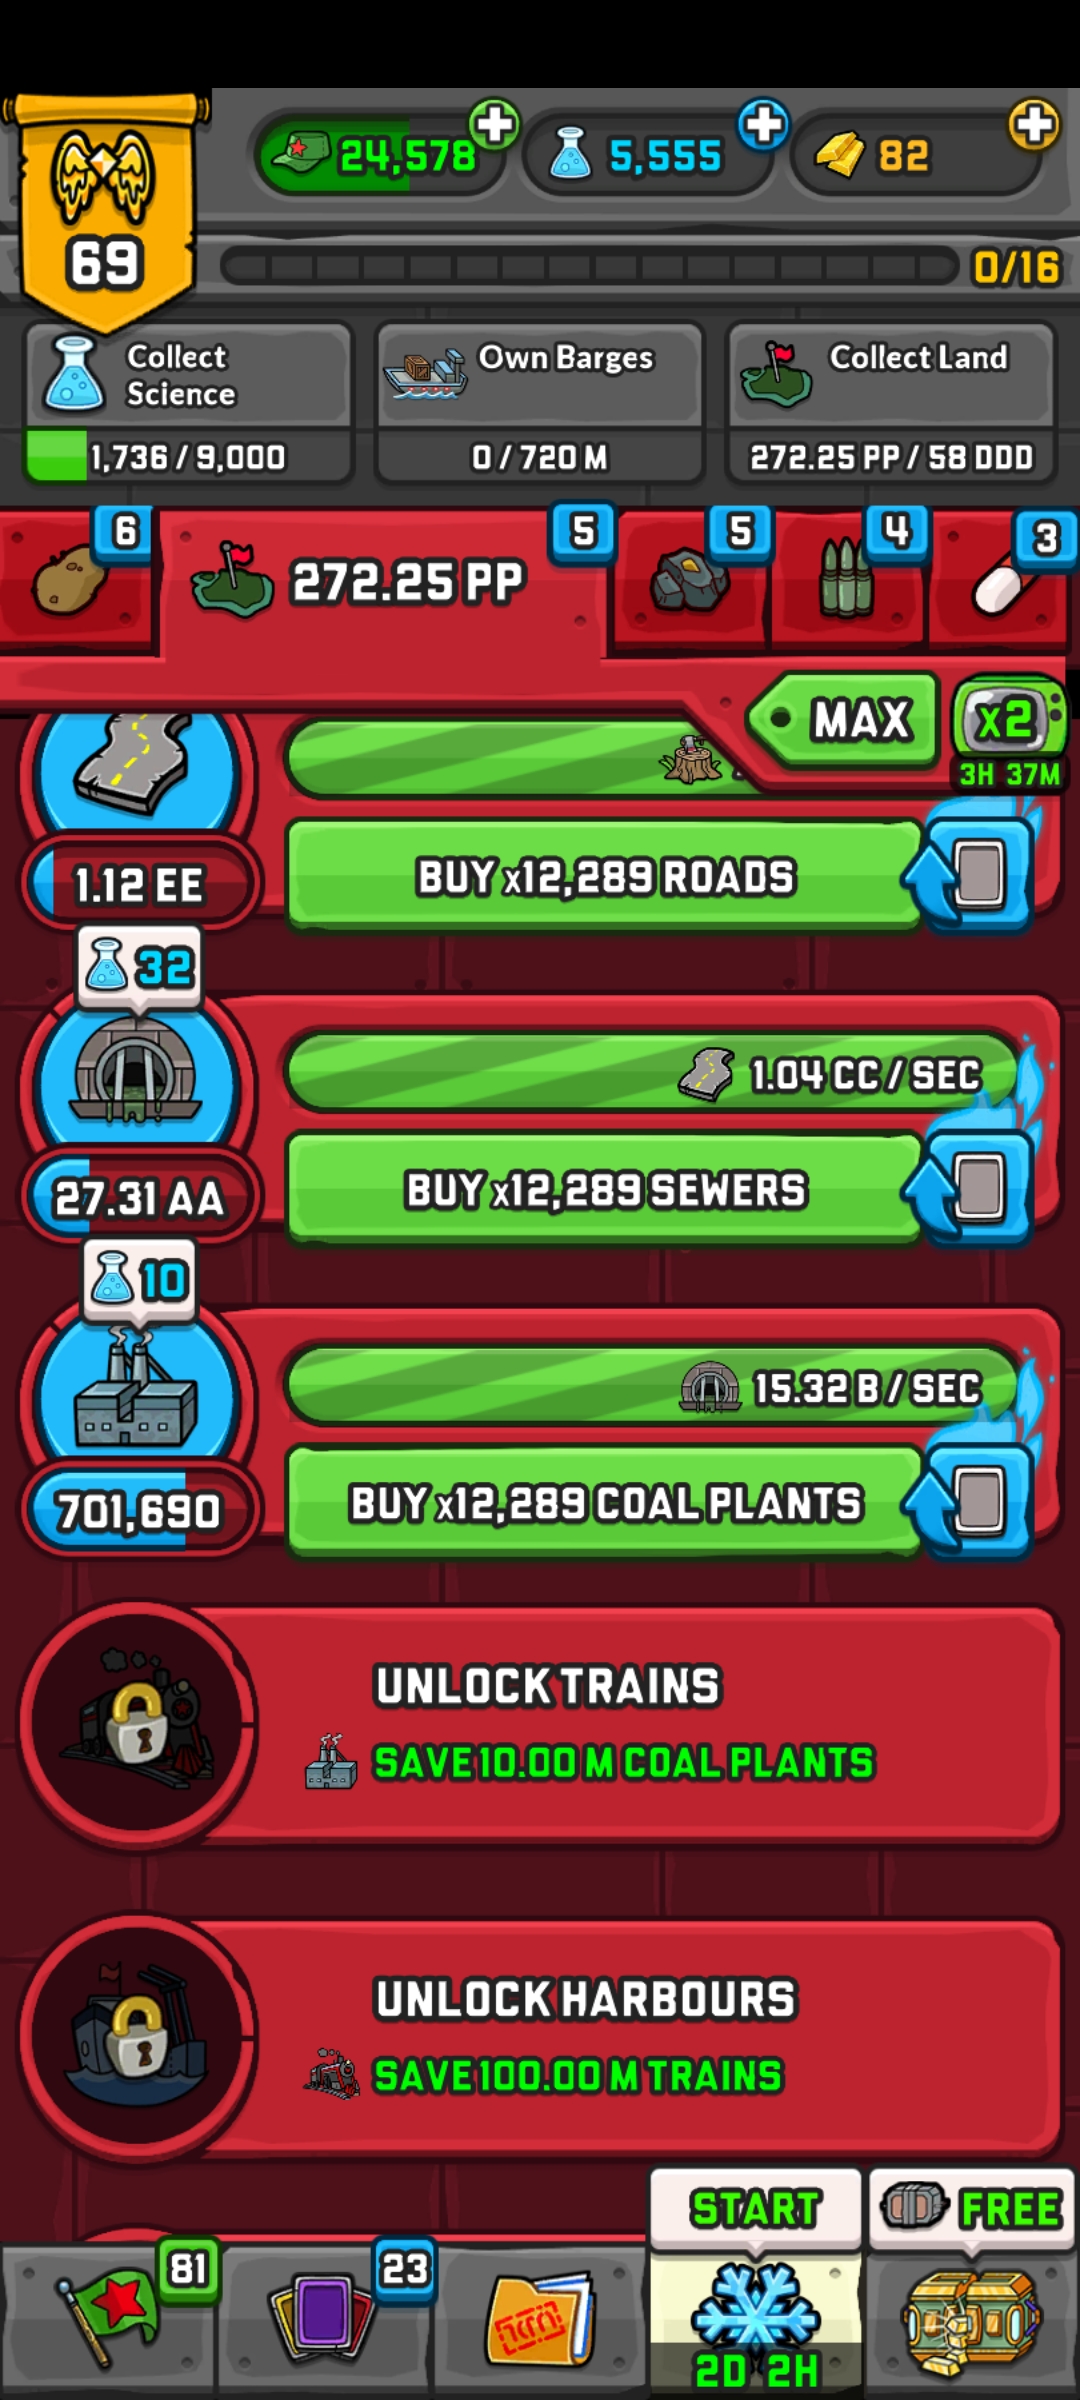 24,578
5,555
82
69
0/16
Collect
Science
1,736 / 9,000
Own Barges
0 / 720 M
Collect Land
272.25 PP / 58 DDD
6
272.25 PP
5
5
4
3
MAX
x2
3H 37M
1.12 EE
BUY x12,289 ROADS
32
1.04 CC / SEC
27.31 AA
BUY x12,289 SEWERS
10
15.32 B / SEC
701,690
BUY x12,289 COAL PLANTS
UNLOCK TRAINS
SAVE 10.00 M COAL PLANTS
UNLOCK HARBOURS
SAVE 100.00 M TRAINS
START
FREE
81
23
2D 2H